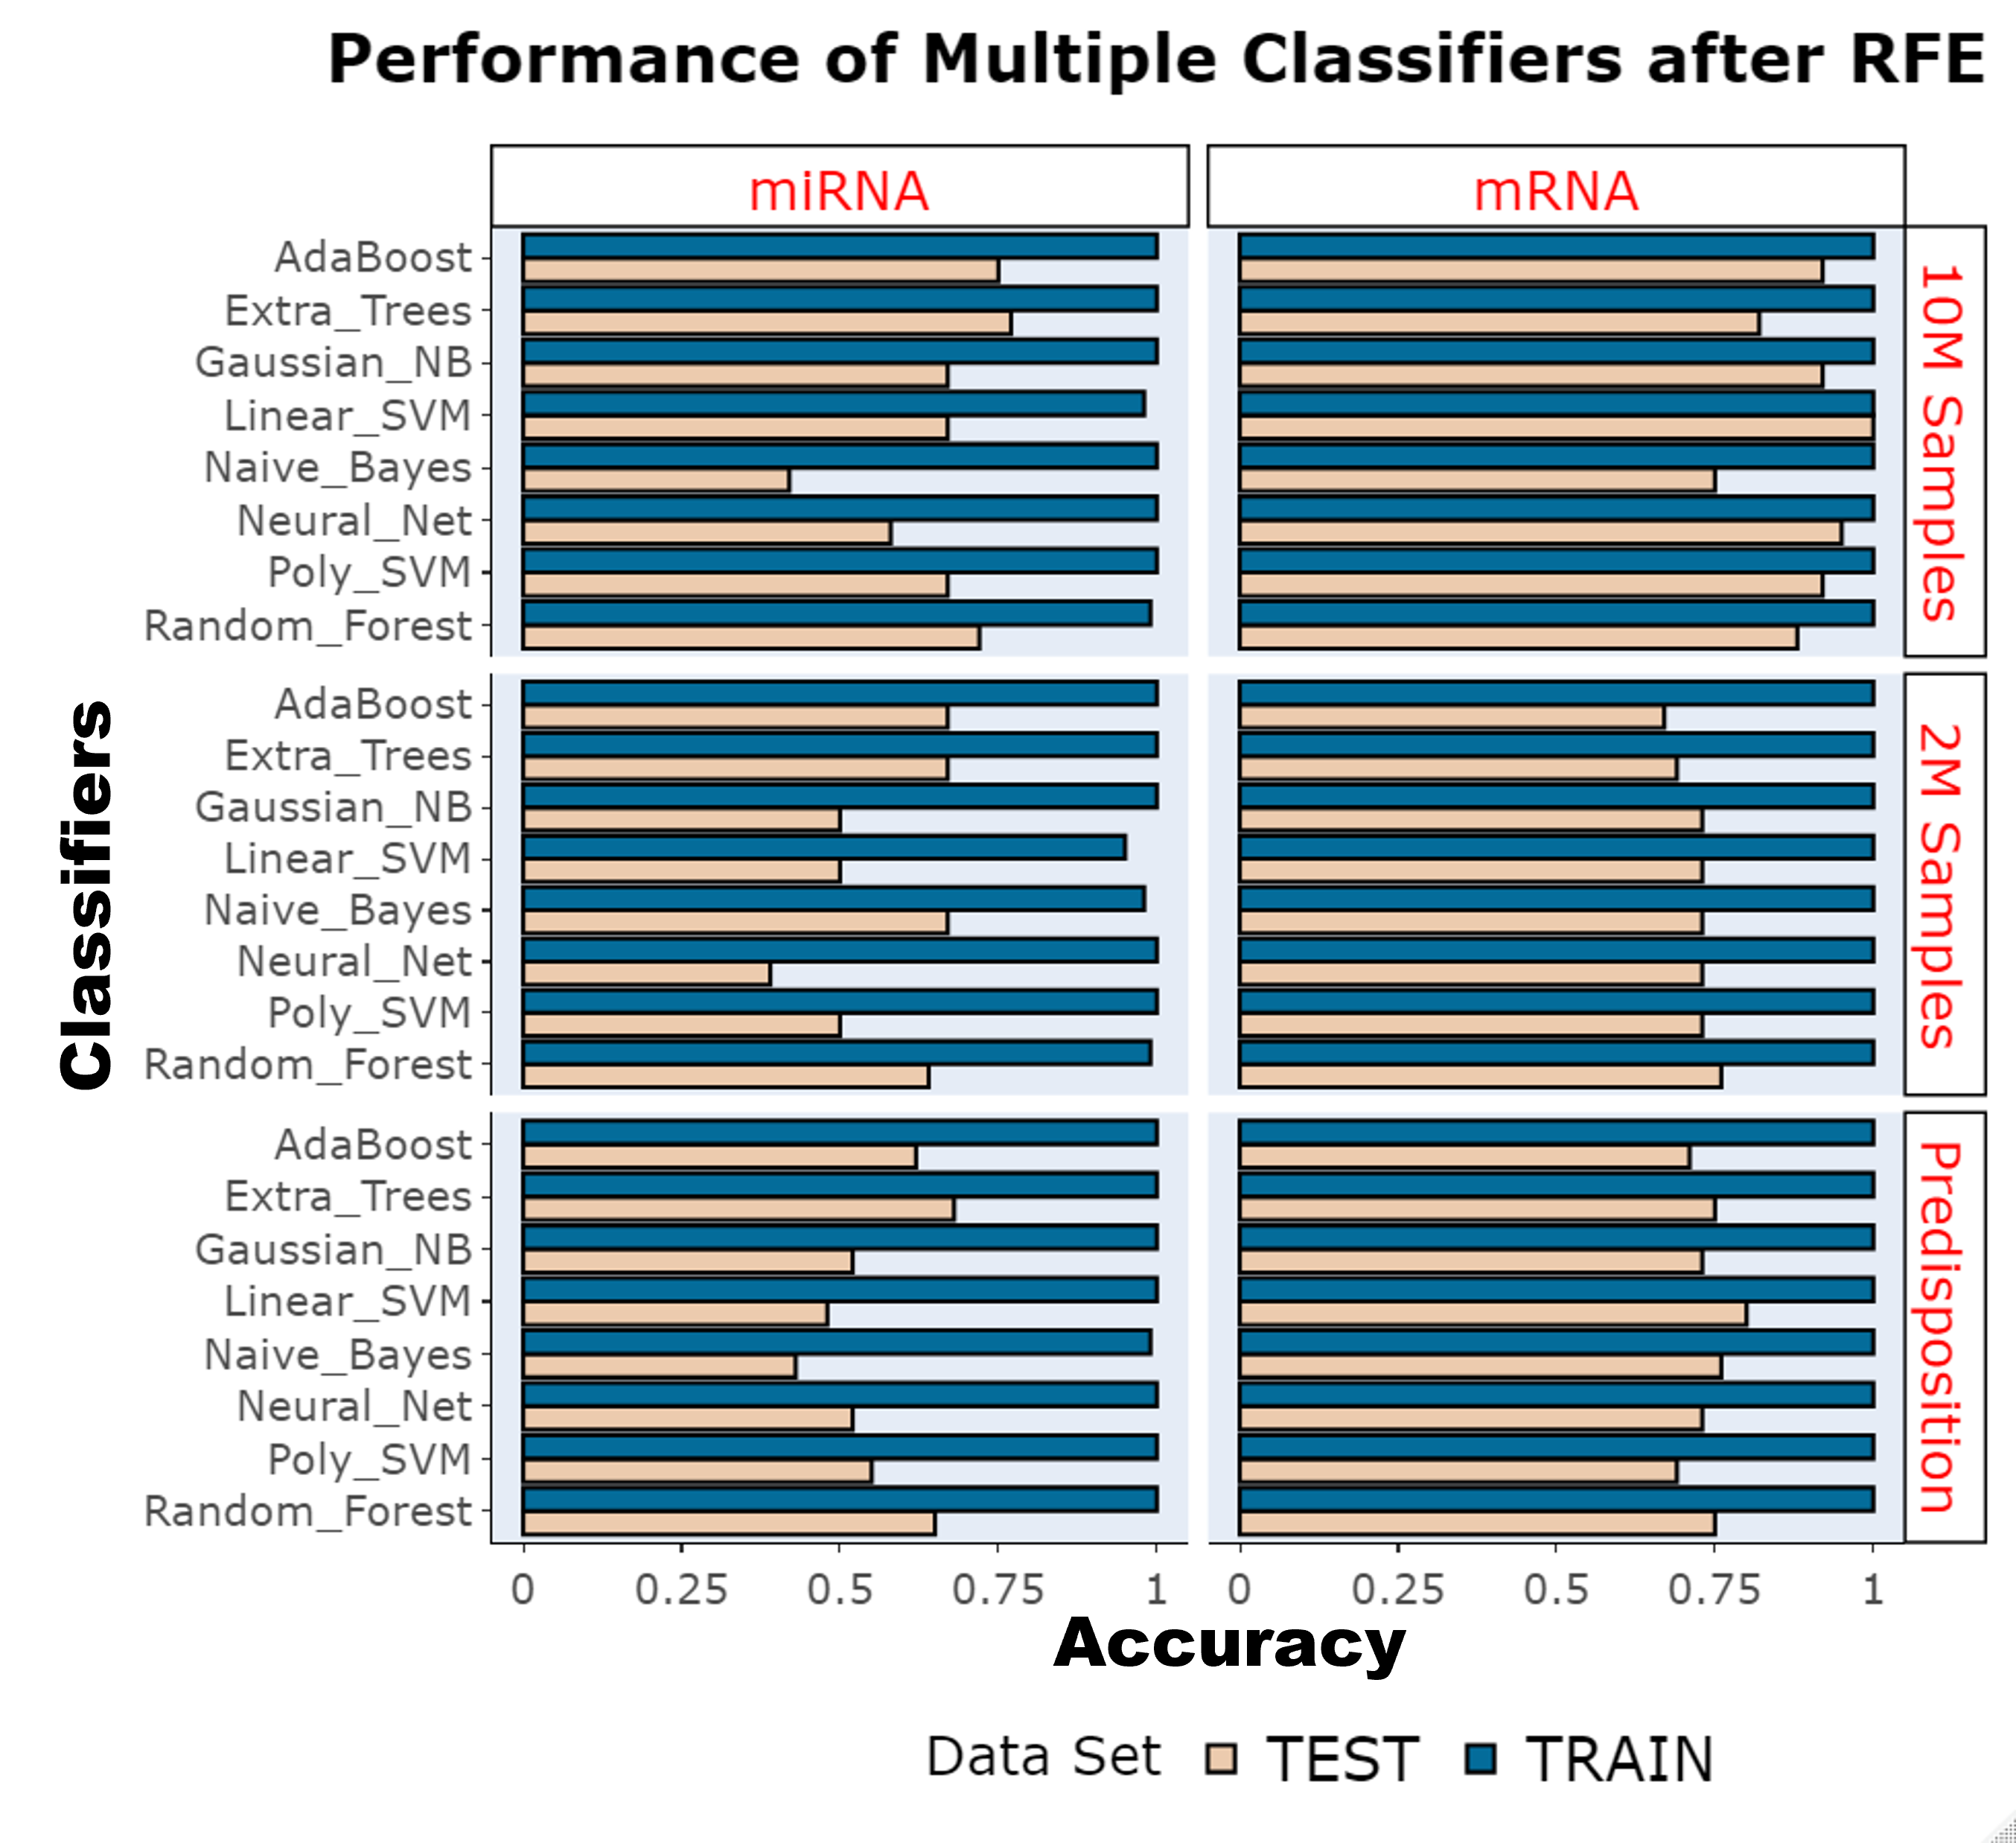 Performance of Multiple Classifiers after RFE
miRNA
mRNA
10M Samples
AdaBoost
Extra_Trees
Gaussian_NB
Linear_SVM
Naive_Bayes
Neural_Net
Poly_SVM
Random_Forest
2M Samples
AdaBoost
Extra_Trees
Gaussian_NB
Linear_SVM
Naive_Bayes
Neural_Net
Poly_SVM
Random_Forest
Predisposition
AdaBoost
Extra_Trees
Gaussian_NB
Linear_SVM
Naive_Bayes
Neural_Net
Poly_SVM
Random_Forest
Classifiers
0 0.25 0.5 0.75 1
0 0.25 0.5 0.75 1
Accuracy
Data Set TEST TRAIN